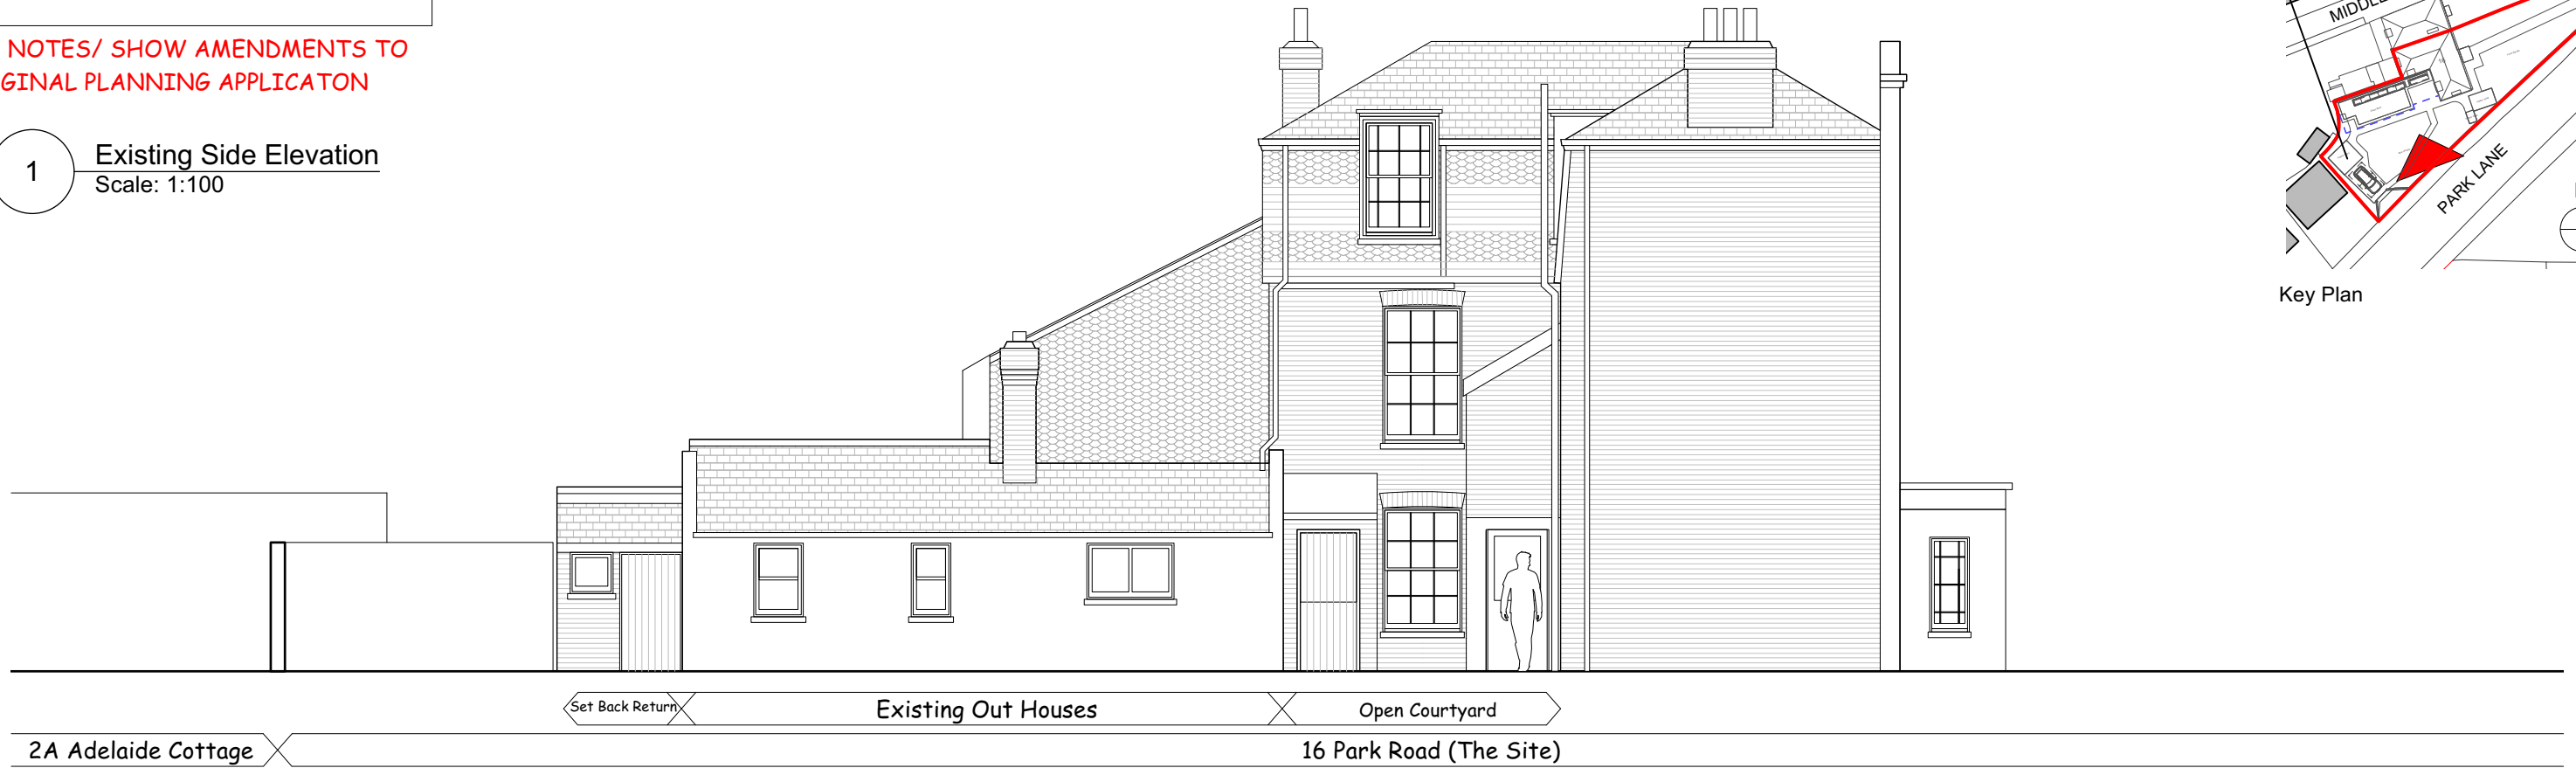 NOTES/ SHOW AMENDMENTS TO
GINAL PLANNING APPLICATON
1
Existing Side Elevation
Scale: 1:100
PARK LANE
Key Plan
Set Back Return
Existing Out Houses
Open Courtyard
2A Adelaide Cottage
16 Park Road (The Site)